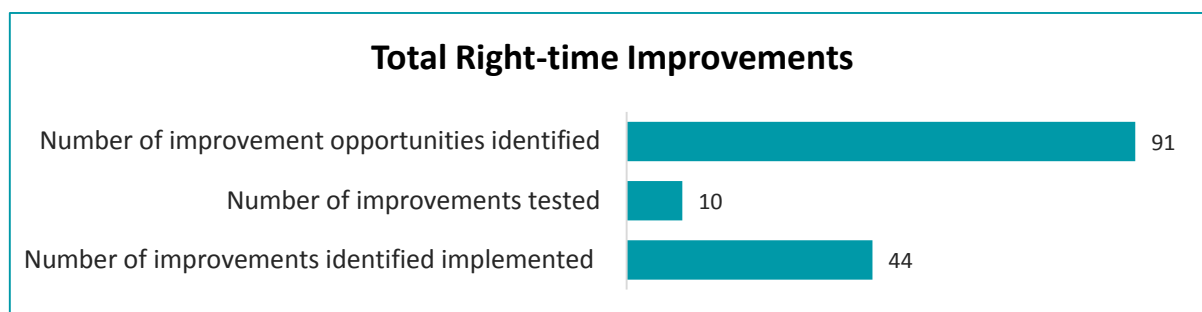 Total Right-time Improvements
Number of improvement opportunities identified 91
Number of improvements tested 10
Number of improvements identified implemented 44